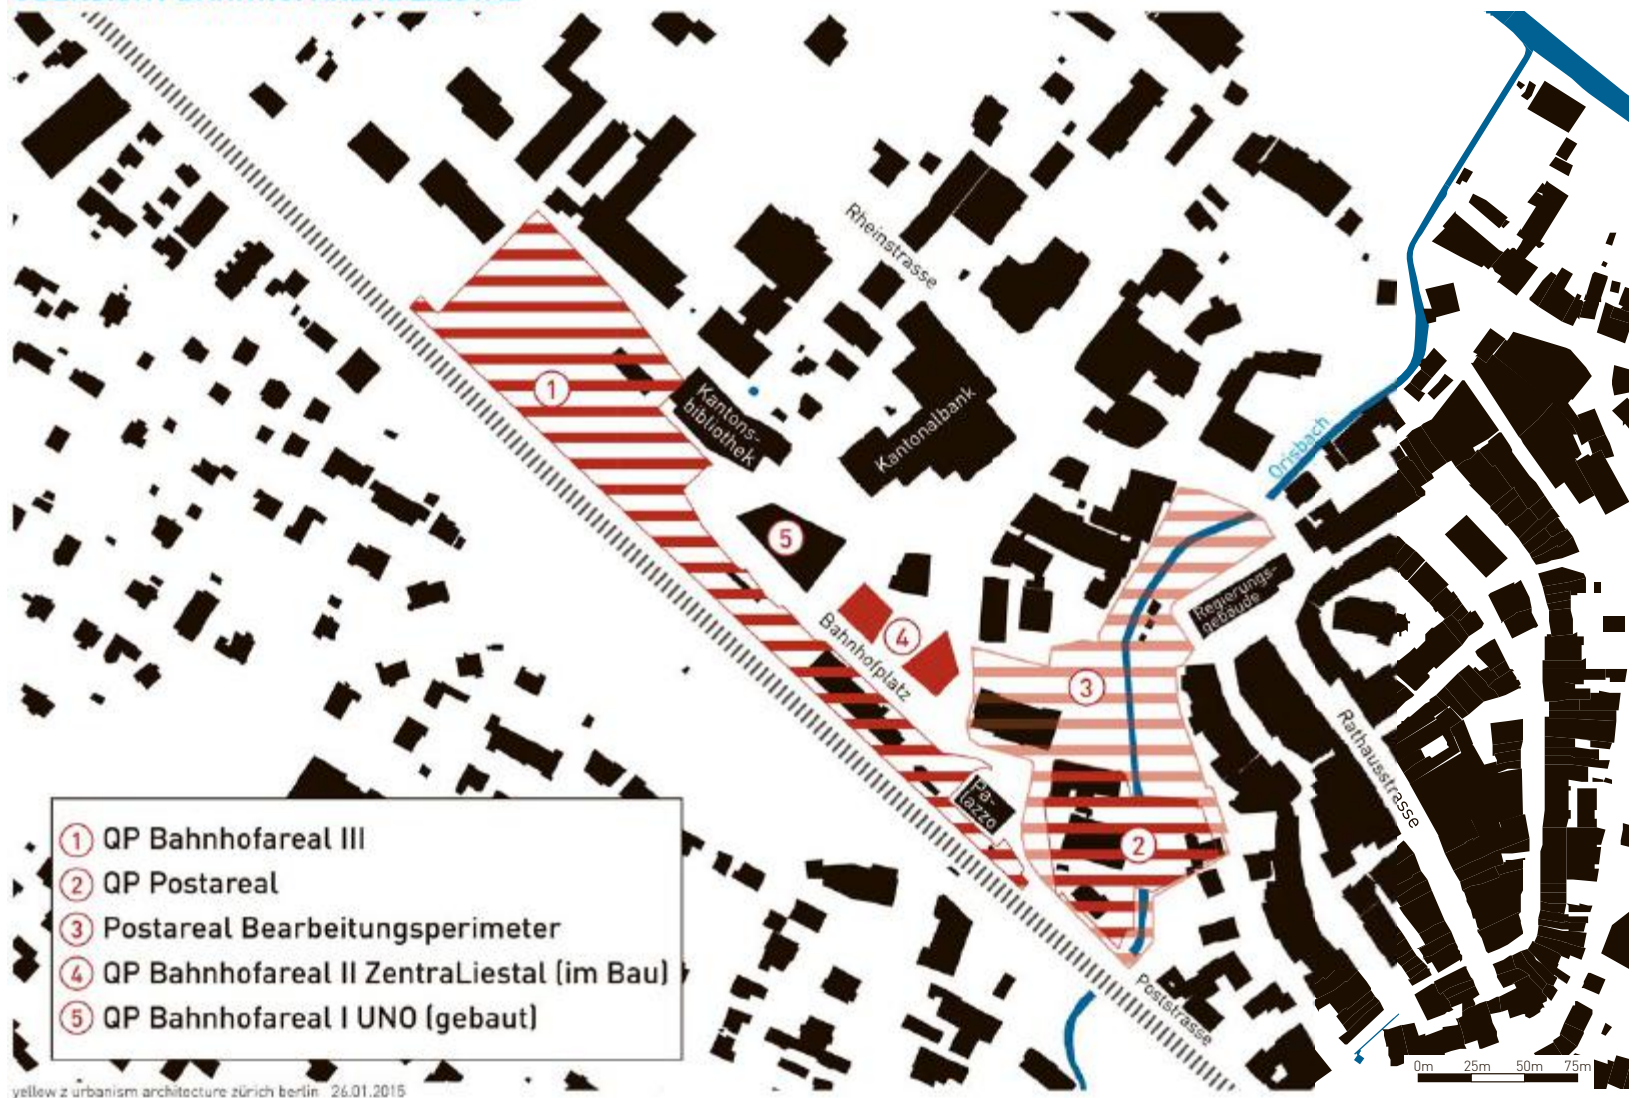 Rheinstrasse
Kantons-
bibliothek
Kantonalbank
Orisbach
1
5
4
Regierungs-
gebäude
Bahnhofplatz
3
Rathausstrasse
Pa-
lazzo
2
Poststrasse
1 QP Bahnhofareal III
2 QP Postareal
3 Postareal Bearbeitungsperimeter
4 QP Bahnhofareal II ZentraLiestal (im Bau)
5 QP Bahnhofareal I UNO (gebaut)
0m 25m 50m 75m
yellow z urbanism architecture zürich berlin 26.01.2015